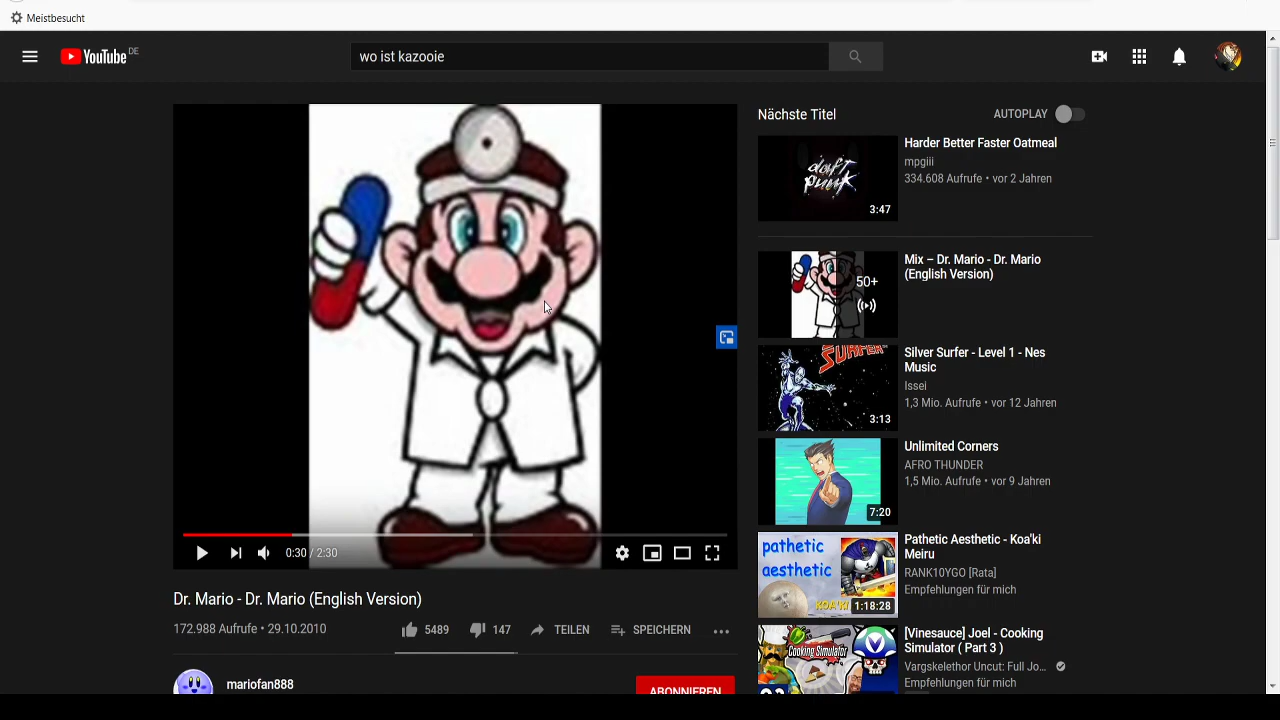 Meistbesucht
YouTube DE
wo ist kazooie
Nächste Titel
AUTOPLAY
daft punk
3:47
Harder Better Faster Oatmeal
mpgiii
334.608 Aufrufe • vor 2 Jahren
50+
Mix – Dr. Mario - Dr. Mario
(English Version)
SURFER
3:13
Silver Surfer - Level 1 - Nes
Music
Issei
1,3 Mio. Aufrufe • vor 12 Jahren
7:20
Unlimited Corners
AFRO THUNDER
1,5 Mio. Aufrufe • vor 9 Jahren
pathetic
aesthetic
KOA'KI
1:18:28
Pathetic Aesthetic - Koa'ki
Meiru
RANK10YGO [Rata]
Empfehlungen für mich
Cooking
Simulator
[Vinesauce] Joel - Cooking
Simulator ( Part 3 )
Vargskelethor Uncut: Full Jo...
Empfehlungen für mich
0:30 / 2:30
Dr. Mario - Dr. Mario (English Version)
172.988 Aufrufe • 29.10.2010
5489
147
TEILEN
SPEICHERN
mariofan888
ABONNIEREN